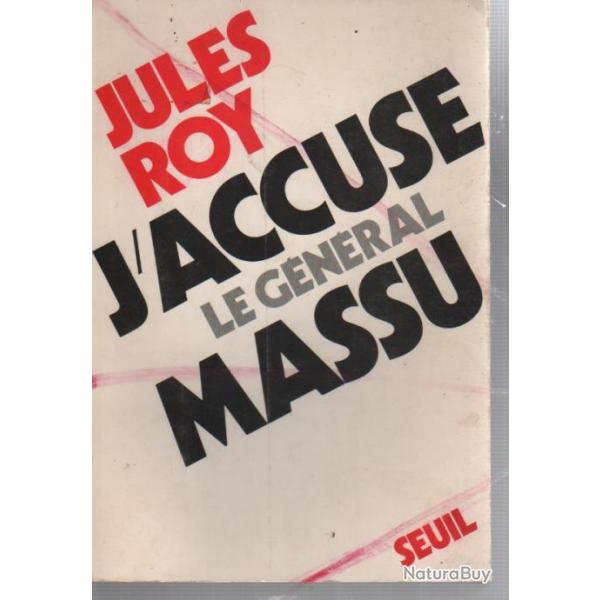 JULES
ROY
J'ACCUSE
LE GÉNÉRAL
MASSU
SEUIL
NaturaBuy